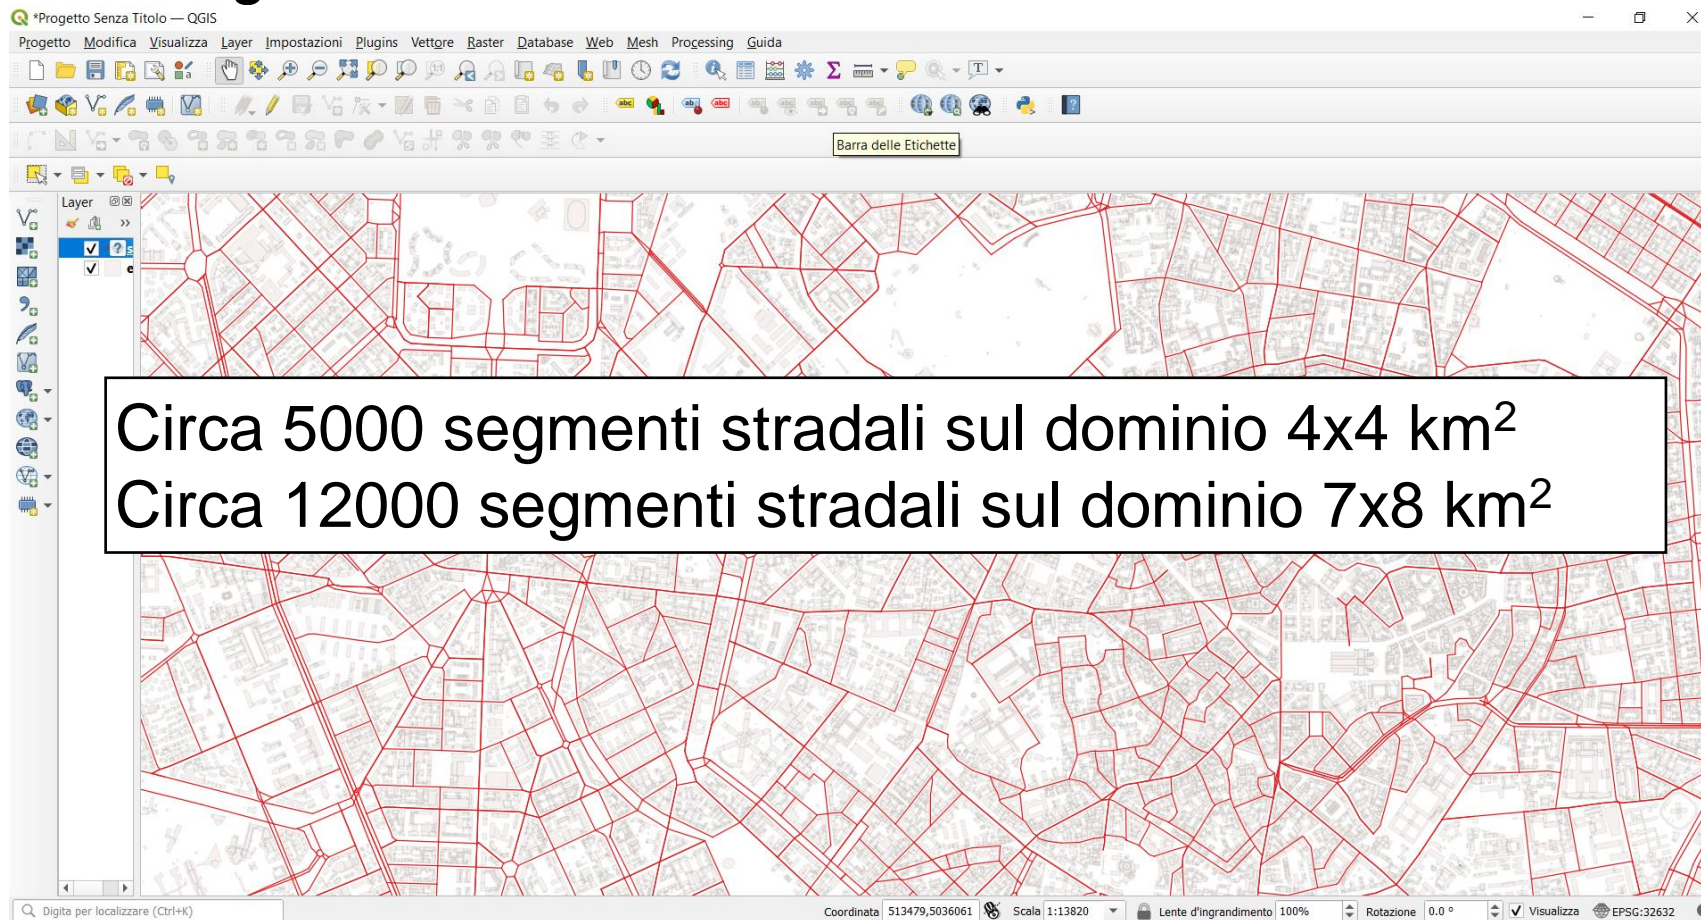 *Progetto Senza Titolo — QGIS
Progetto Modifica Visualizza Layer Impostazioni Plugins Vettore Raster Database Web Mesh Processing Guida
Barra delle Etichette
Layer
Circa 5000 segmenti stradali sul dominio 4x4 km²
Circa 12000 segmenti stradali sul dominio 7x8 km²
Digita per localizzare (Ctrl+K)
Coordinata 513479,5036061 Scala 1:13820 Lente d'ingrandimento 100% Rotazione 0.0 ° Visualizza EPSG:32632